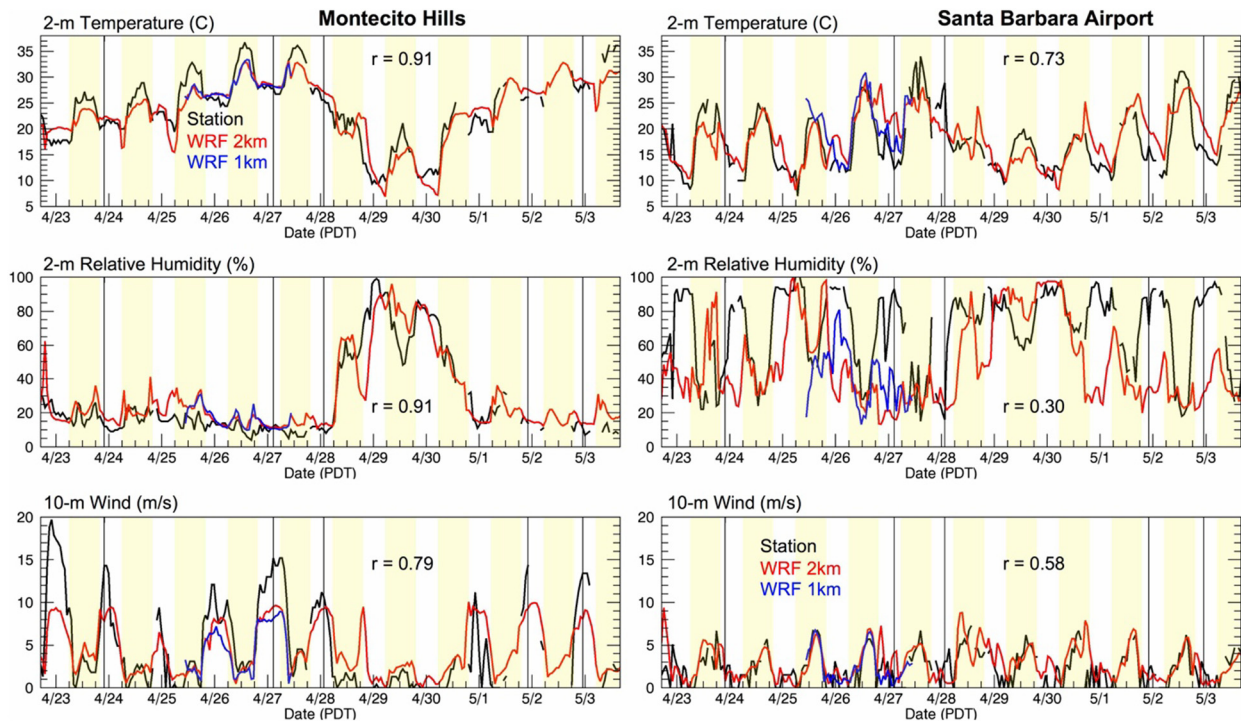 Montecito Hills
Santa Barbara Airport
2-m Temperature (C)
r = 0.91
35
30
25
20
15
10
5
Station
WRF 2km
WRF 1km
4/23 4/24 4/25 4/26 4/27 4/28 4/29 4/30 5/1 5/2 5/3
Date (PDT)
2-m Temperature (C)
r = 0.73
35
30
25
20
15
10
5
4/23 4/24 4/25 4/26 4/27 4/28 4/29 4/30 5/1 5/2 5/3
Date (PDT)
2-m Relative Humidity (%)
100
80
60
40
20
0
r = 0.91
4/23 4/24 4/25 4/26 4/27 4/28 4/29 4/30 5/1 5/2 5/3
Date (PDT)
2-m Relative Humidity (%)
100
80
60
40
20
0
r = 0.30
4/23 4/24 4/25 4/26 4/27 4/28 4/29 4/30 5/1 5/2 5/3
Date (PDT)
10-m Wind (m/s)
20
15
10
5
0
r = 0.79
4/23 4/24 4/25 4/26 4/27 4/28 4/29 4/30 5/1 5/2 5/3
Date (PDT)
10-m Wind (m/s)
20
15
10
5
0
Station
WRF 2km
WRF 1km
r = 0.58
4/23 4/24 4/25 4/26 4/27 4/28 4/29 4/30 5/1 5/2 5/3
Date (PDT)